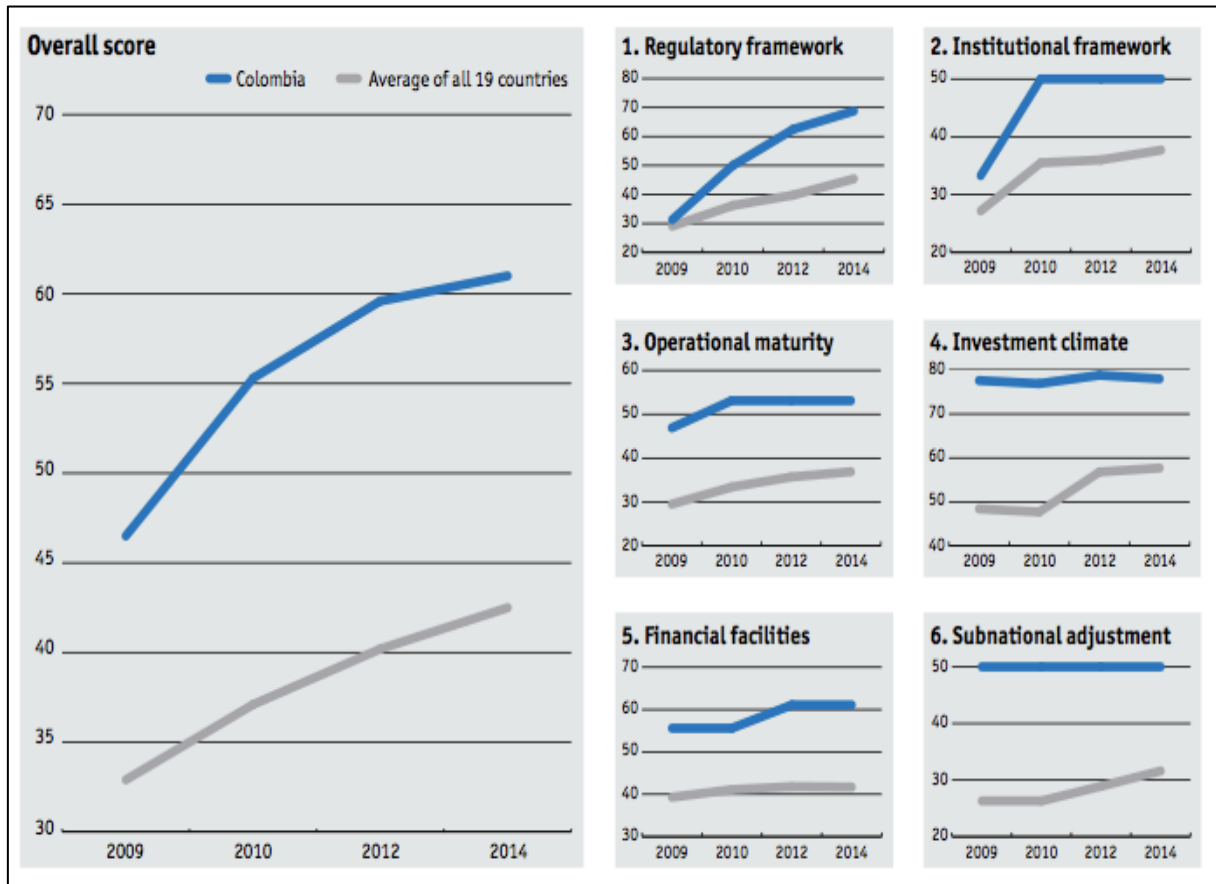 Overall score
Colombia Average of all 19 countries
70
65
60
55
50
45
40
35
30
2009 2010 2012 2014
1. Regulatory framework
80
70
60
50
40
30
20
2009 2010 2012 2014
2. Institutional framework
50
40
30
20
2009 2010 2012 2014
3. Operational maturity
60
50
40
30
20
2009 2010 2012 2014
4. Investment climate
80
70
60
50
40
2009 2010 2012 2014
5. Financial facilities
70
60
50
40
30
2009 2010 2012 2014
6. Subnational adjustment
50
40
30
20
2009 2010 2012 2014